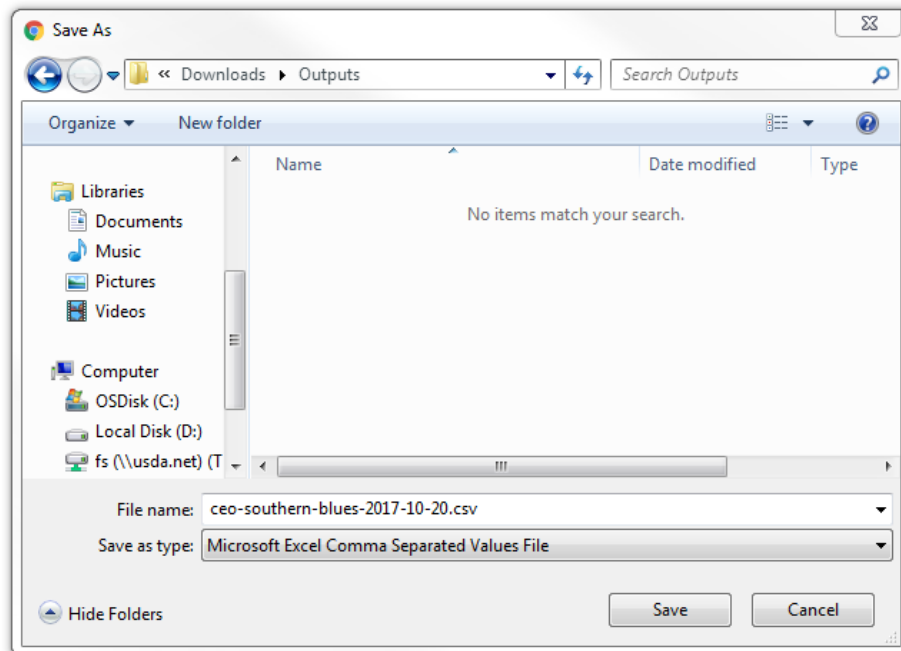 Save As
« Downloads ▸ Outputs
Search Outputs
Organize ▾ New folder
Name Date modified Type
No items match your search.
Libraries
Documents
Music
Pictures
Videos
Computer
OSDisk (C:)
Local Disk (D:)
fs (\\usda.net) (T
File name: ceo-southern-blues-2017-10-20.csv
Save as type: Microsoft Excel Comma Separated Values File
Hide Folders Save Cancel